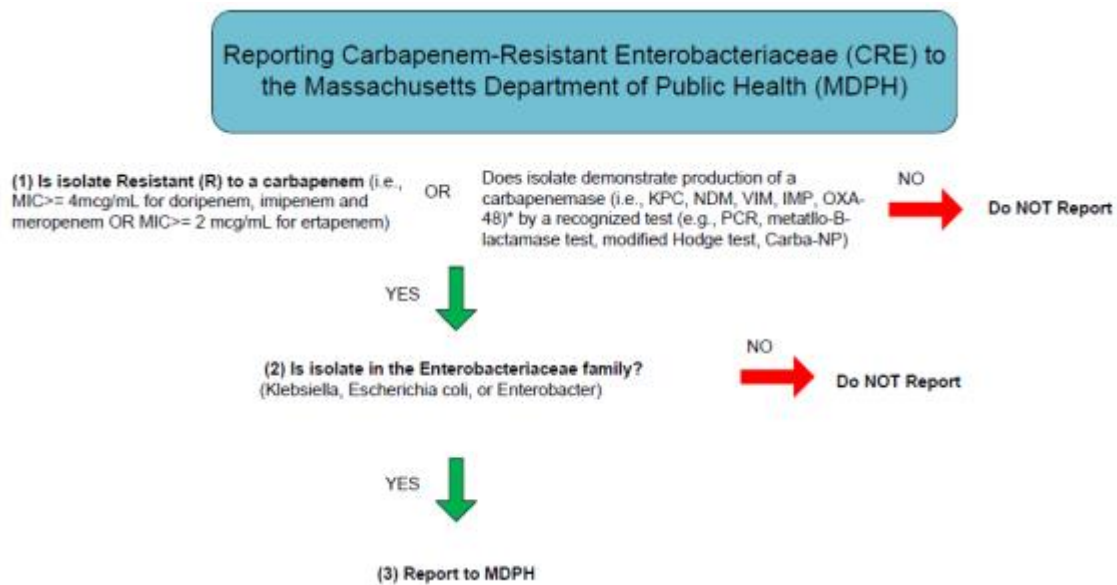 Reporting Carbapenem-Resistant Enterobacteriaceae (CRE) to
the Massachusetts Department of Public Health (MDPH)
(1) Is isolate Resistant (R) to a carbapenem (i.e.,
MIC>= 4mcg/mL for doripenem, imipenem and
meropenem OR MIC>= 2 mcg/mL for ertapenem)
OR
Does isolate demonstrate production of a
carbapenemase (i.e., KPC, NDM, VIM, IMP, OXA-
48)* by a recognized test (e.g., PCR, metatllo-B-
lactamase test, modified Hodge test, Carba-NP)
NO
Do NOT Report
YES
(2) Is isolate in the Enterobacteriaceae family?
(Klebsiella, Escherichia coli, or Enterobacter)
NO
Do NOT Report
YES
(3) Report to MDPH